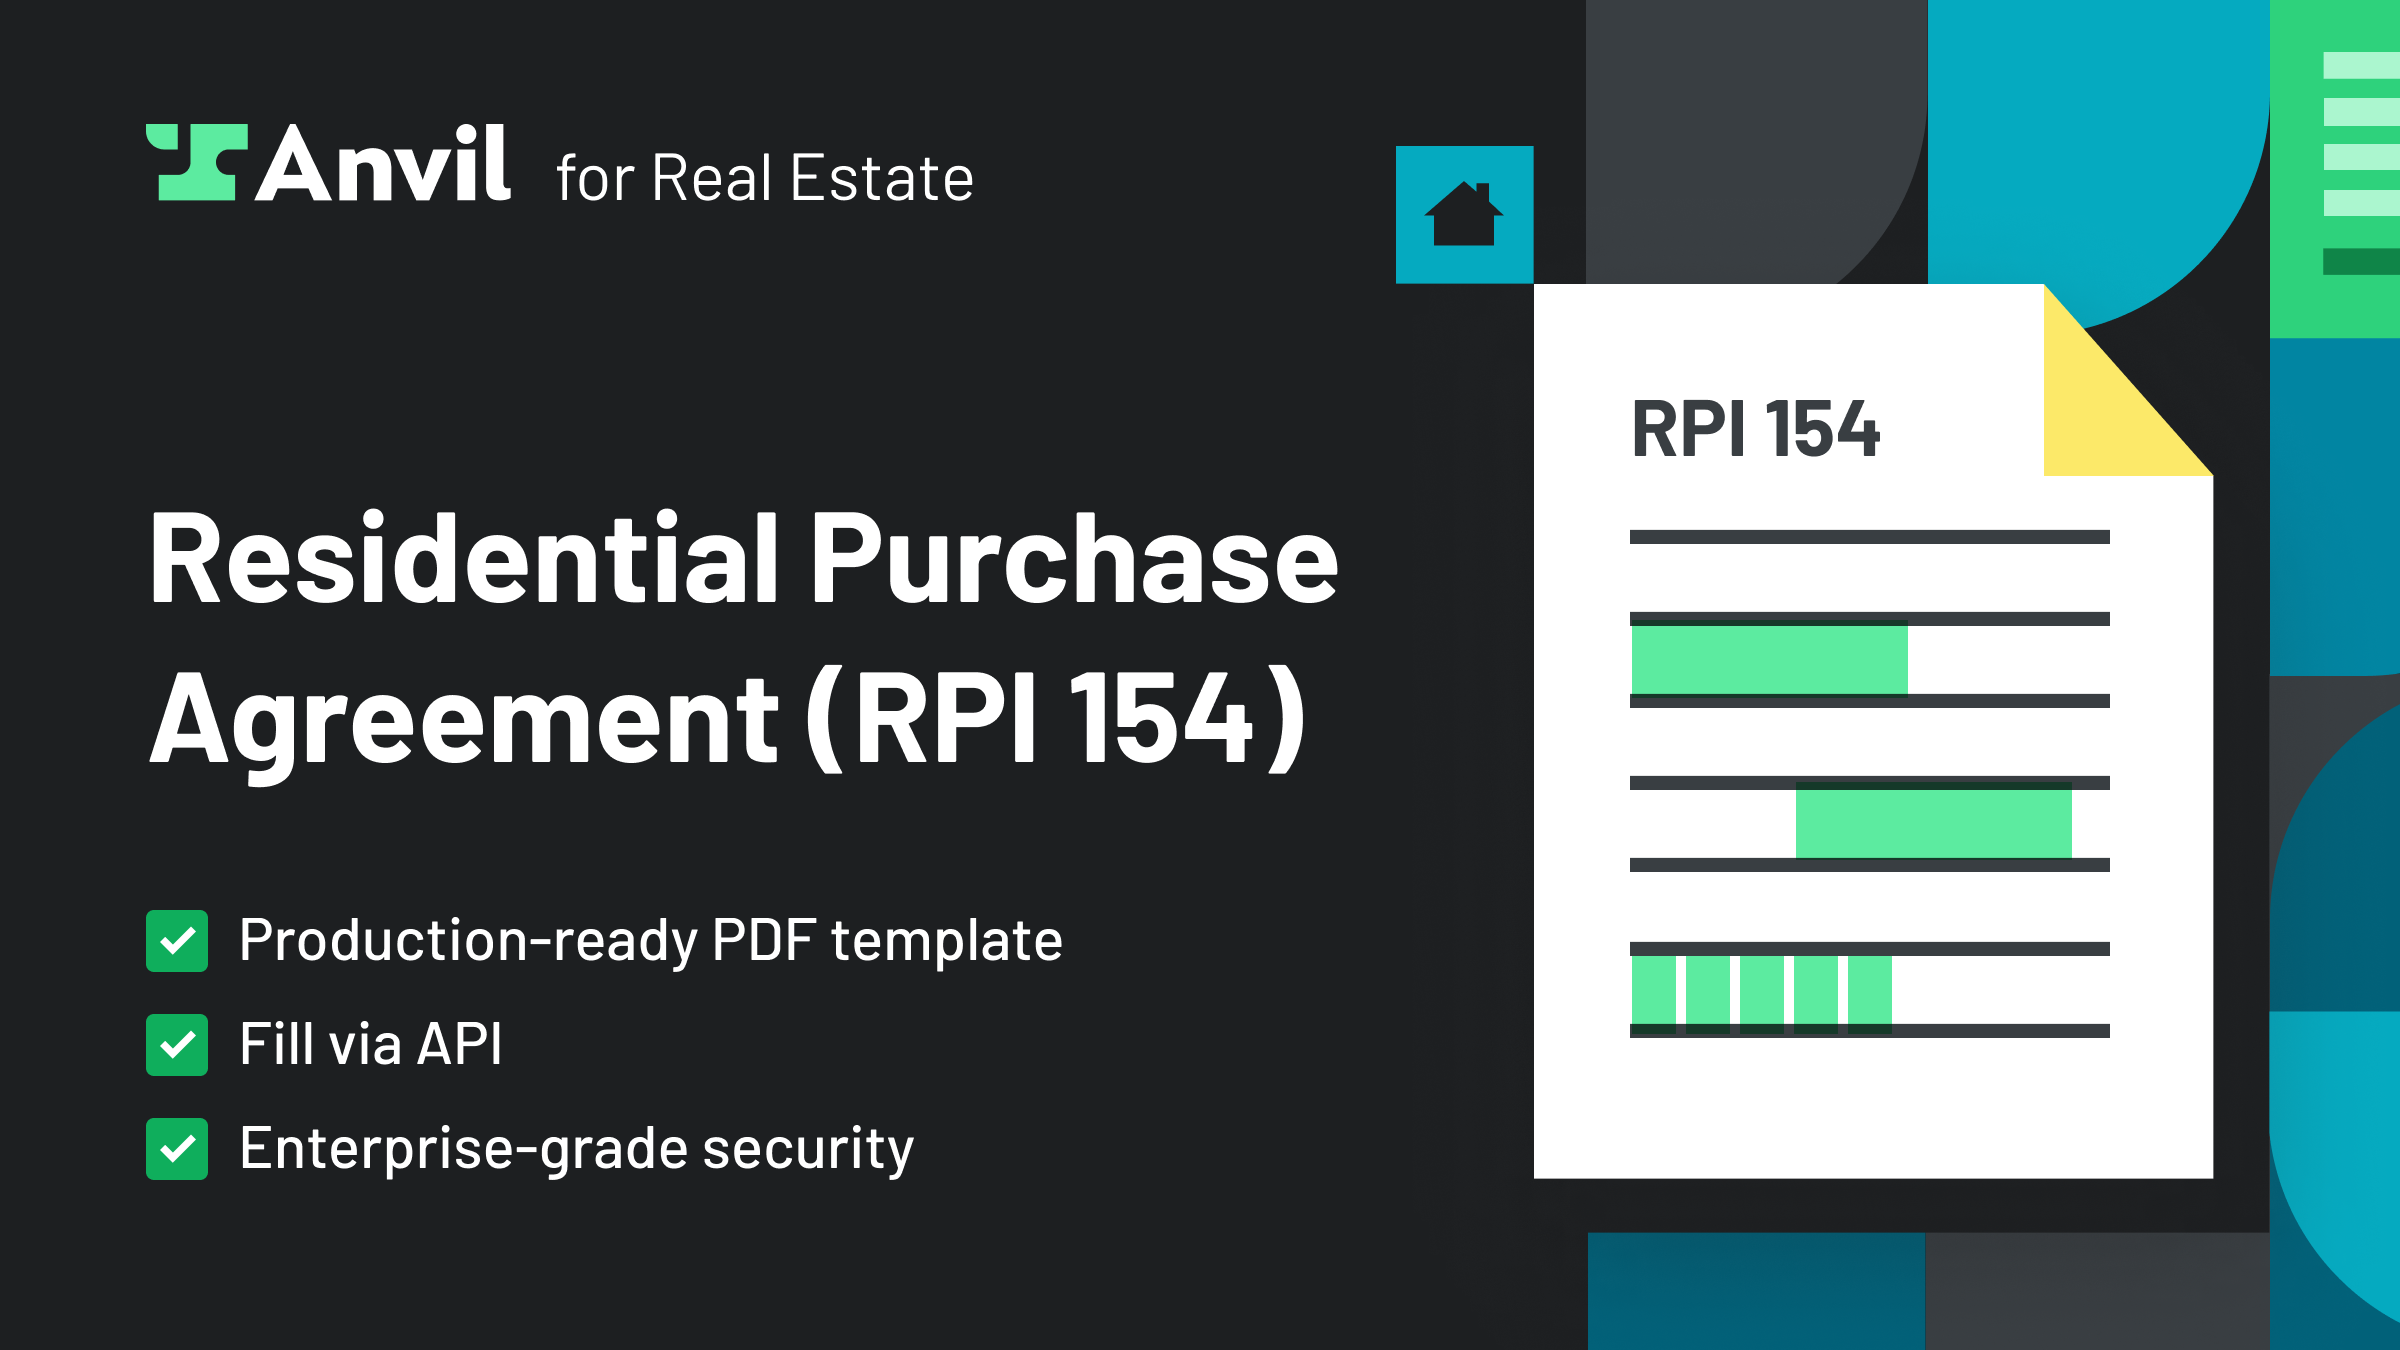 Anvil for Real Estate
Residential Purchase
Agreement (RPI 154)
Production-ready PDF template
Fill via API
Enterprise-grade security
RPI 154